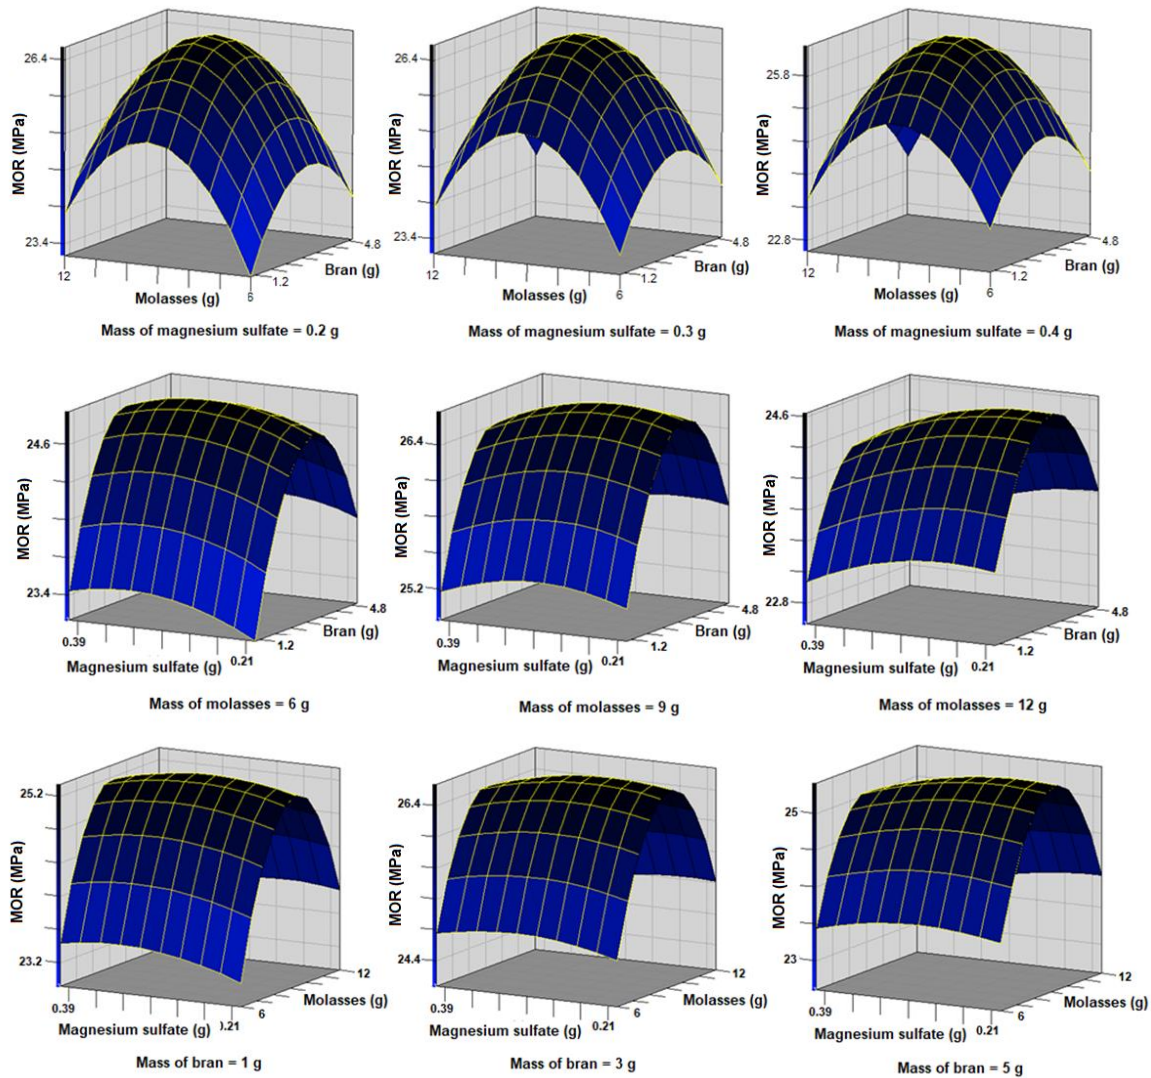 26.4
MOR (MPa)
23.4
12
Molasses (g)
6
1.2
Bran (g)
4.8
Mass of magnesium sulfate = 0.2 g
26.4
MOR (MPa)
23.4
12
Molasses (g)
6
1.2
Bran (g)
4.8
Mass of magnesium sulfate = 0.3 g
25.8
MOR (MPa)
22.8
12
Molasses (g)
6
1.2
Bran (g)
4.8
Mass of magnesium sulfate = 0.4 g
24.6
MOR (MPa)
23.4
0.39
Magnesium sulfate (g)
0.21
1.2
Bran (g)
4.8
Mass of molasses = 6 g
26.4
MOR (MPa)
25.2
0.39
Magnesium sulfate (g)
0.21
1.2
Bran (g)
4.8
Mass of molasses = 9 g
24.6
MOR (MPa)
22.8
0.39
Magnesium sulfate (g)
0.21
1.2
Bran (g)
4.8
Mass of molasses = 12 g
25.2
MOR (MPa)
23.2
0.39
Magnesium sulfate (g)
6
Molasses (g)
12
Mass of bran = 1 g
26.4
MOR (MPa)
24.4
0.39
Magnesium sulfate (g)
0.21
6
Molasses (g)
12
Mass of bran = 3 g
25
MOR (MPa)
23
0.39
Magnesium sulfate (g)
0.21
6
Molasses (g)
12
Mass of bran = 5 g